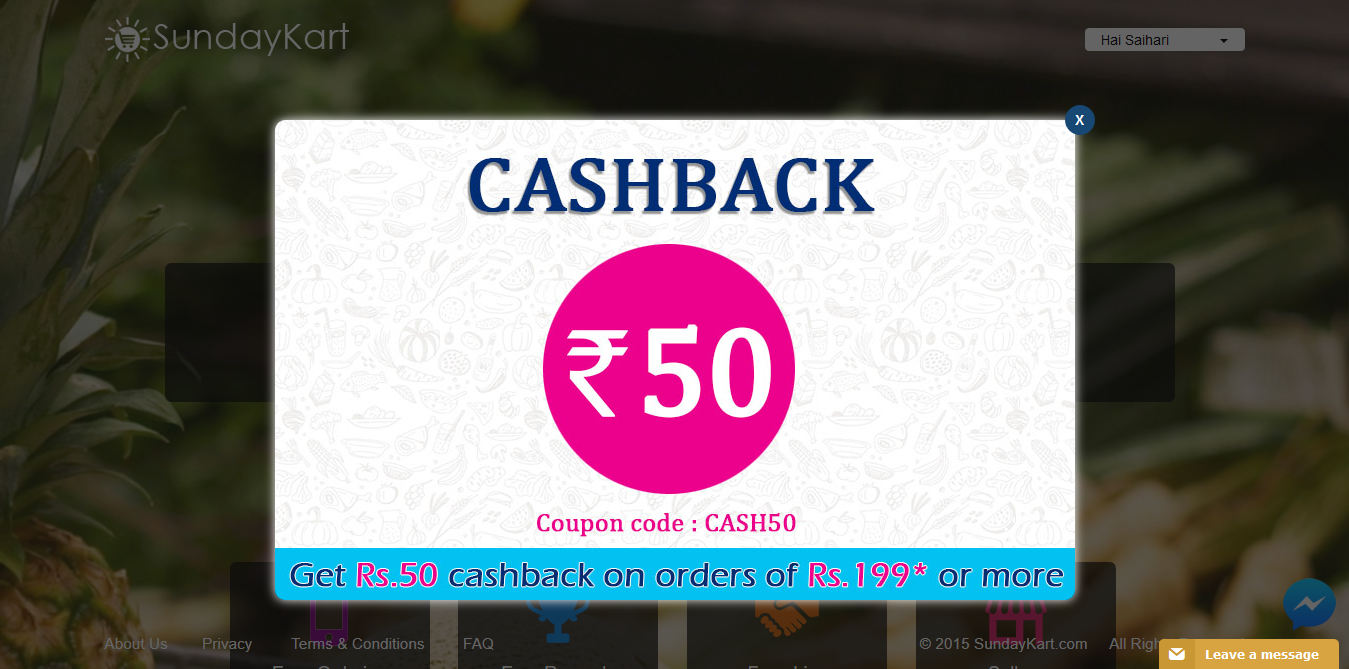 SundayKart
Hai Saihari
X
CASHBACK
₹50
Coupon code : CASH50
Get Rs.50 cashback on orders of Rs.199* or more
About Us Privacy Terms & Conditions FAQ © 2015 SundayKart.com All
Leave a message